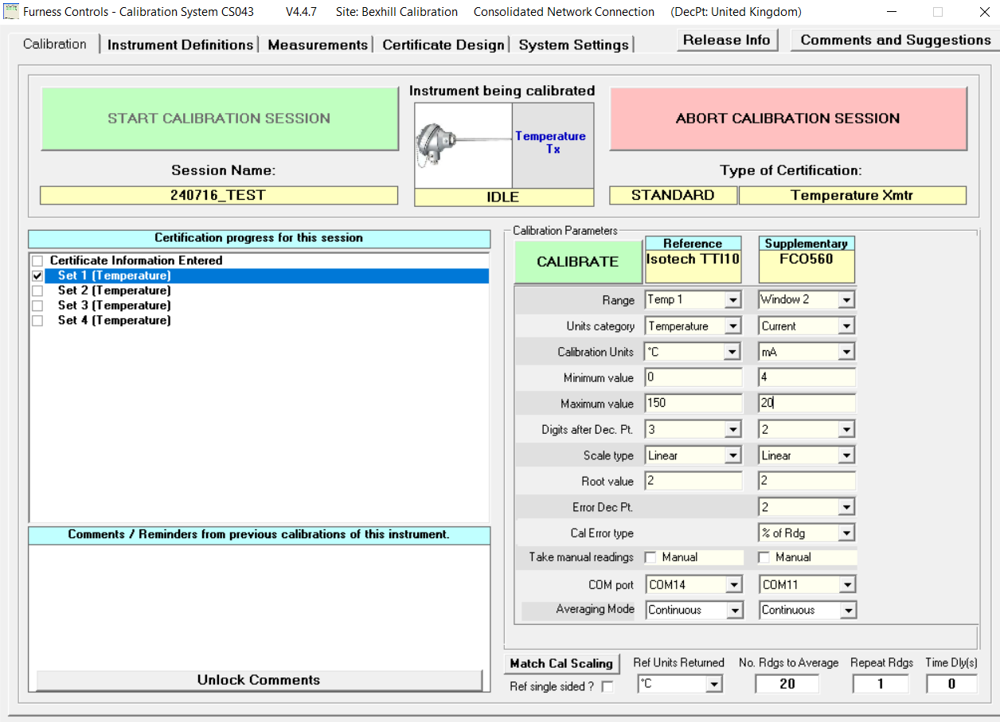 Furness Controls - Calibration System CS043 V4.4.7 Site: Bexhill Calibration Consolidated Network Connection (DecPt: United Kingdom)
Calibration Instrument Definitions Measurements Certificate Design System Settings Release Info Comments and Suggestions
START CALIBRATION SESSION
Session Name:
240716_TEST
Instrument being calibrated
Temperature
Tx
IDLE
ABORT CALIBRATION SESSION
Type of Certification:
STANDARD Temperature Xmtr
Certification progress for this session
Certificate Information Entered
Set 1 (Temperature)
Set 2 (Temperature)
Set 3 (Temperature)
Set 4 (Temperature)
Comments / Reminders from previous calibrations of this instrument.
Unlock Comments
Calibration Parameters
CALIBRATE
Reference Supplementary
Isotech TTI10 FCO560
Range Temp 1 Window 2
Units category Temperature Current
Calibration Units °C mA
Minimum value 0 4
Maximum value 150 20
Digits after Dec. Pt. 3 2
Scale type Linear Linear
Root value 2 2
Error Dec Pt. 2
Cal Error type % of Rdg
Take manual readings Manual Manual
COM port COM14 COM11
Averaging Mode Continuous Continuous
Match Cal Scaling Ref Units Returned No. Rdgs to Average Repeat Rdgs Time Dly(s)
Ref single sided ? °C 20 1 0